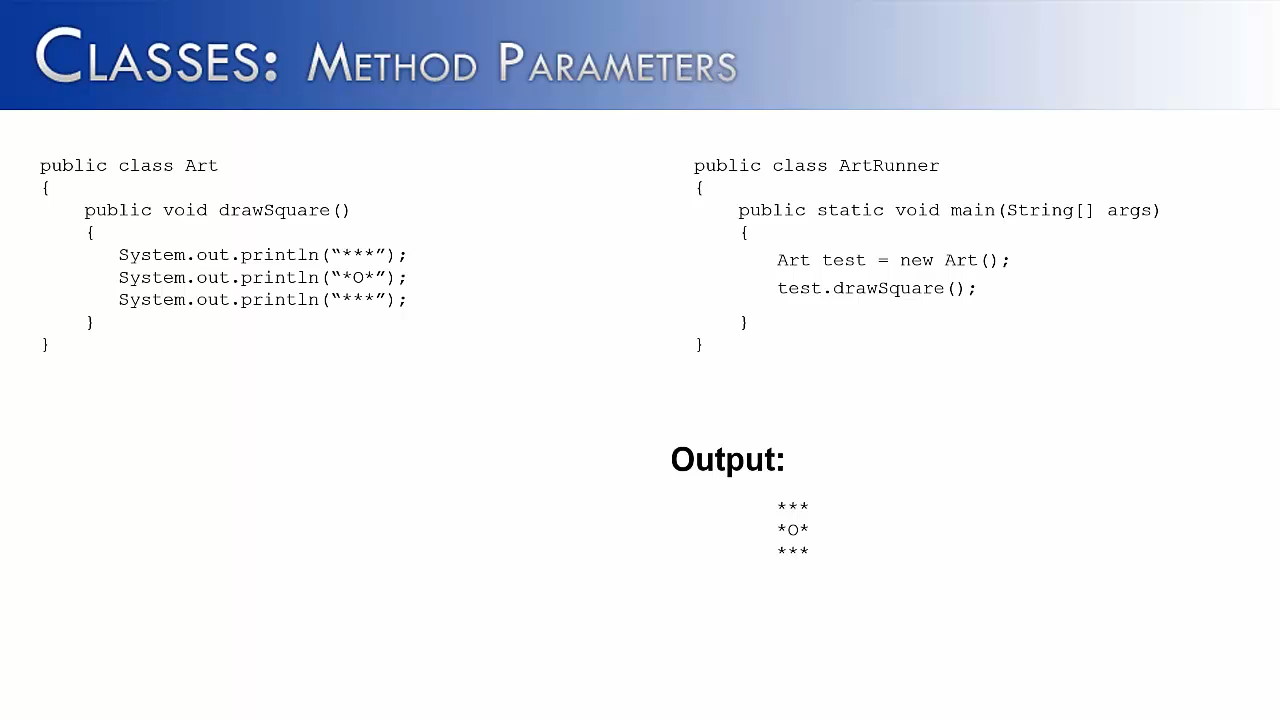 CLASSES: METHOD PARAMETERS
public class Art
{
public void drawSquare()
{
System.out.println(“***”);
System.out.println(“*O*”);
System.out.println(“***”);
}
}
public class ArtRunner
{
public static void main(String[] args)
{
Art test = new Art();
test.drawSquare();
}
}
Output:
***
*O*
***